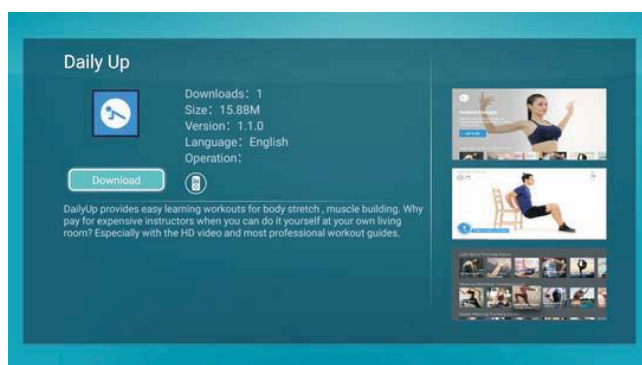 Daily Up
Downloads: 1
Size: 15.88M
Version: 1.1.0
Language: English
Operation:
Download
DailyUp provides easy learning workouts for body stretch , muscle building. Why
pay for expensive instructors when you can do it yourself at your own living
room? Especially with the HD video and most professional workout guides.